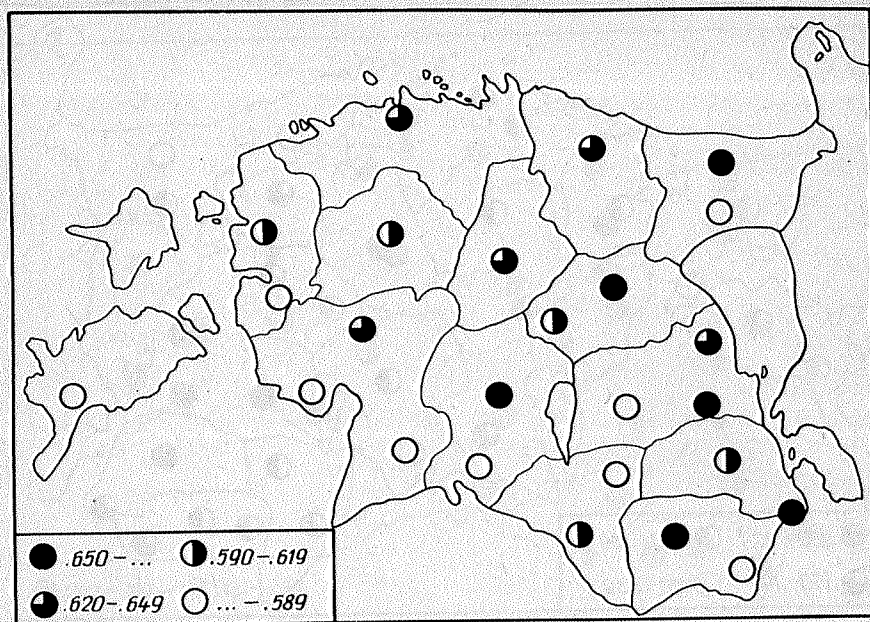 .650 – ... .590 – .619
.620 – .649 ... – .589